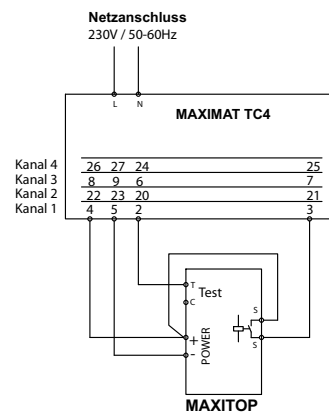 Netzanschluss
230V / 50-60Hz
L N
MAXIMAT TC4
Kanal 4 26 27 24 25
Kanal 3 8 9 6 7
Kanal 2 22 23 20 21
Kanal 1 4 5 2 3
T Test
C
S
+ POWER
- S
MAXITOP